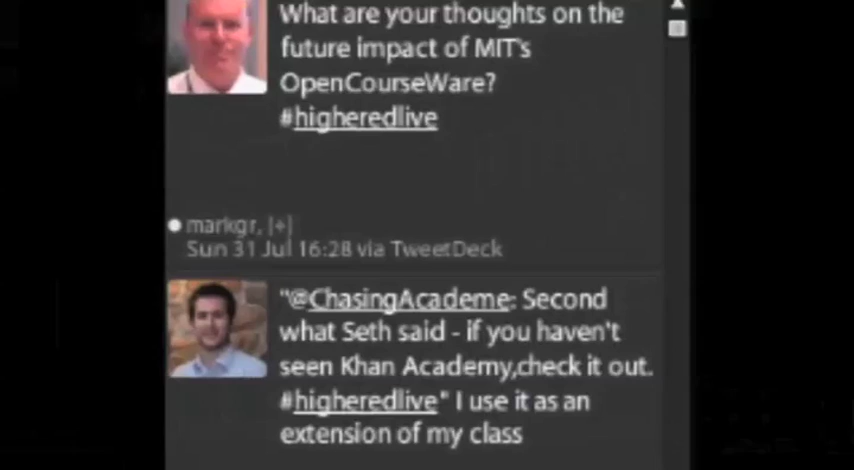 What are your thoughts on the
future impact of MIT's
OpenCourseWare?
#higheredlive
markgr, [+]
Sun 31 Jul 16:28 via TweetDeck
"@ChasingAcademe: Second
what Seth said - if you haven't
seen Khan Academy,check it out.
#higheredlive" I use it as an
extension of my class